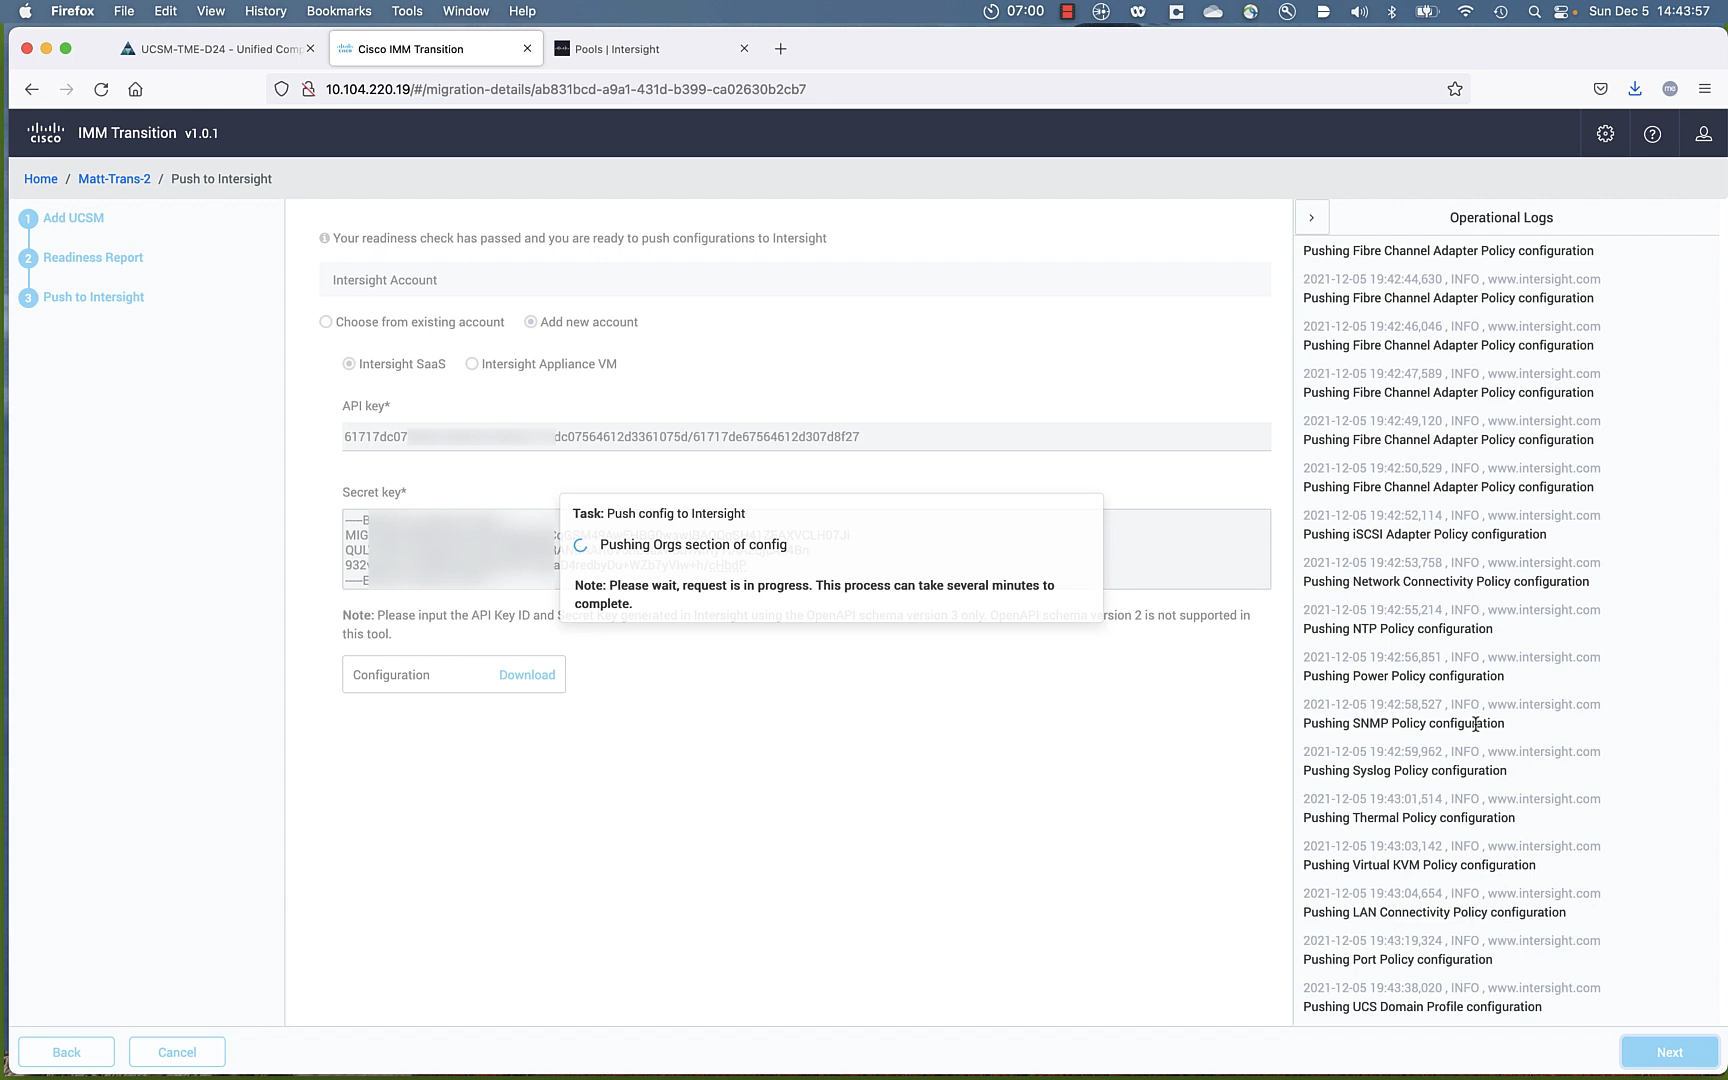 Firefox File Edit View History Bookmarks Tools Window Help 07:00 Sun Dec 5 14:43:57
UCSM-TME-D24 - Unified Comp
Cisco IMM Transition
Pools | Intersight
10.104.220.19/#/migration-details/ab831bcd-a9a1-431d-b399-ca02630b2cb7
me
cisco IMM Transition v1.0.1
Home / Matt-Trans-2 / Push to Intersight
1 Add UCSM
2 Readiness Report
3 Push to Intersight
Your readiness check has passed and you are ready to push configurations to Intersight
Intersight Account
Choose from existing account Add new account
Intersight SaaS Intersight Appliance VM
API key*
61717dc07 dc07564612d3361075d/61717de67564612d307d8f27
Secret key*
MIG
QUL
932
Task: Push config to Intersight
Pushing Orgs section of config
Note: Please wait, request is in progress. This process can take several minutes to
complete.
Note: Please input the API Key ID and Secret Key generated in Intersight using the OpenAPI schema version 3 only. OpenAPI schema version 2 is not supported in
this tool.
Configuration Download
Operational Logs
Pushing Fibre Channel Adapter Policy configuration
2021-12-05 19:42:44,630 , INFO , www.intersight.com
Pushing Fibre Channel Adapter Policy configuration
2021-12-05 19:42:46,046 , INFO , www.intersight.com
Pushing Fibre Channel Adapter Policy configuration
2021-12-05 19:42:47,589 , INFO , www.intersight.com
Pushing Fibre Channel Adapter Policy configuration
2021-12-05 19:42:49,120 , INFO , www.intersight.com
Pushing Fibre Channel Adapter Policy configuration
2021-12-05 19:42:50,529 , INFO , www.intersight.com
Pushing Fibre Channel Adapter Policy configuration
2021-12-05 19:42:52,114 , INFO , www.intersight.com
Pushing iSCSI Adapter Policy configuration
2021-12-05 19:42:53,758 , INFO , www.intersight.com
Pushing Network Connectivity Policy configuration
2021-12-05 19:42:55,214 , INFO , www.intersight.com
Pushing NTP Policy configuration
2021-12-05 19:42:56,851 , INFO , www.intersight.com
Pushing Power Policy configuration
2021-12-05 19:42:58,527 , INFO , www.intersight.com
Pushing SNMP Policy configuration
2021-12-05 19:42:59,962 , INFO , www.intersight.com
Pushing Syslog Policy configuration
2021-12-05 19:43:01,514 , INFO , www.intersight.com
Pushing Thermal Policy configuration
2021-12-05 19:43:03,142 , INFO , www.intersight.com
Pushing Virtual KVM Policy configuration
2021-12-05 19:43:04,654 , INFO , www.intersight.com
Pushing LAN Connectivity Policy configuration
2021-12-05 19:43:19,324 , INFO , www.intersight.com
Pushing Port Policy configuration
2021-12-05 19:43:38,020 , INFO , www.intersight.com
Pushing UCS Domain Profile configuration
Back Cancel Next